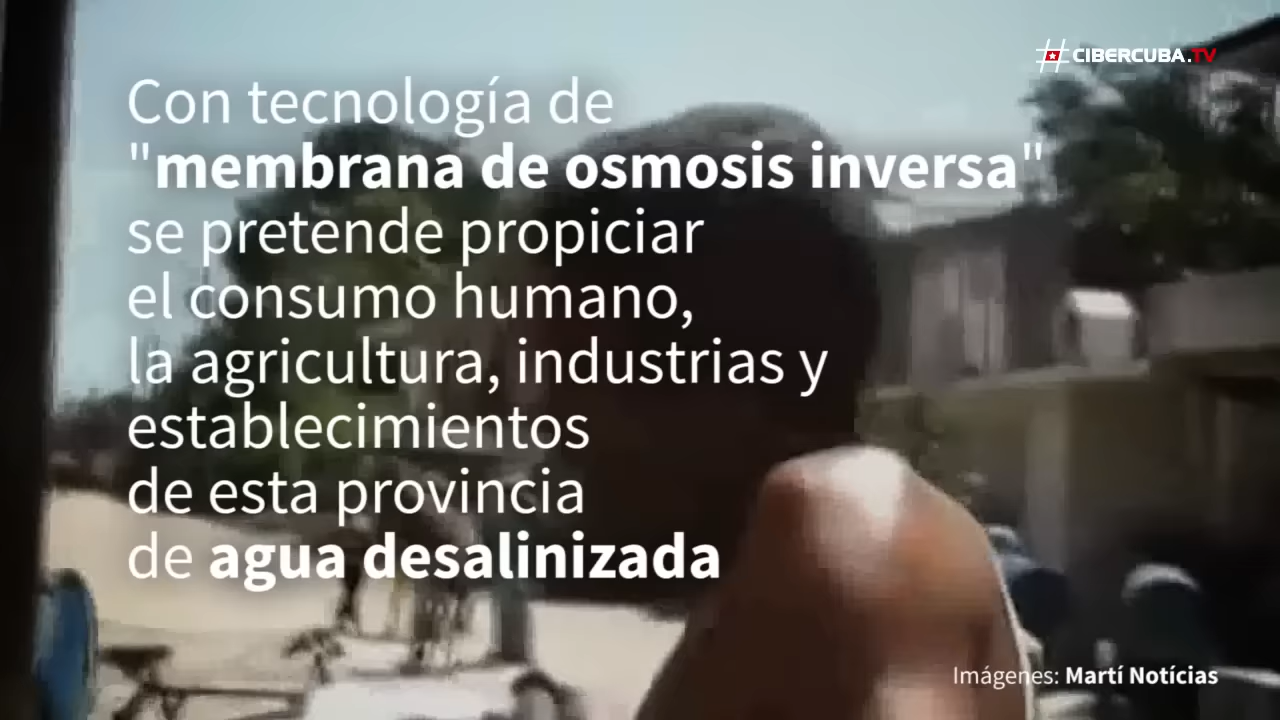 #CIBERCUBA.TV
Con tecnología de
"membrana de osmosis inversa"
se pretende propiciar
el consumo humano,
la agricultura, industrias y
establecimientos
de esta provincia
de agua desalinizada
Imágenes: Martí Notícias